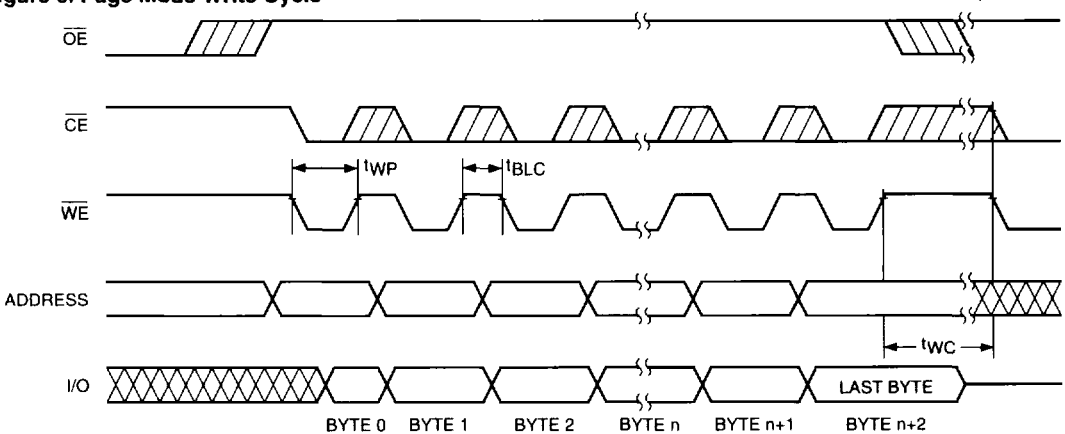 Figure 8. Page Mode Write Cycle
OE
CE
tWP
tBLC
WE
ADDRESS
tWC
I/O
LAST BYTE
BYTE 0 BYTE 1 BYTE 2 BYTE n BYTE n+1 BYTE n+2